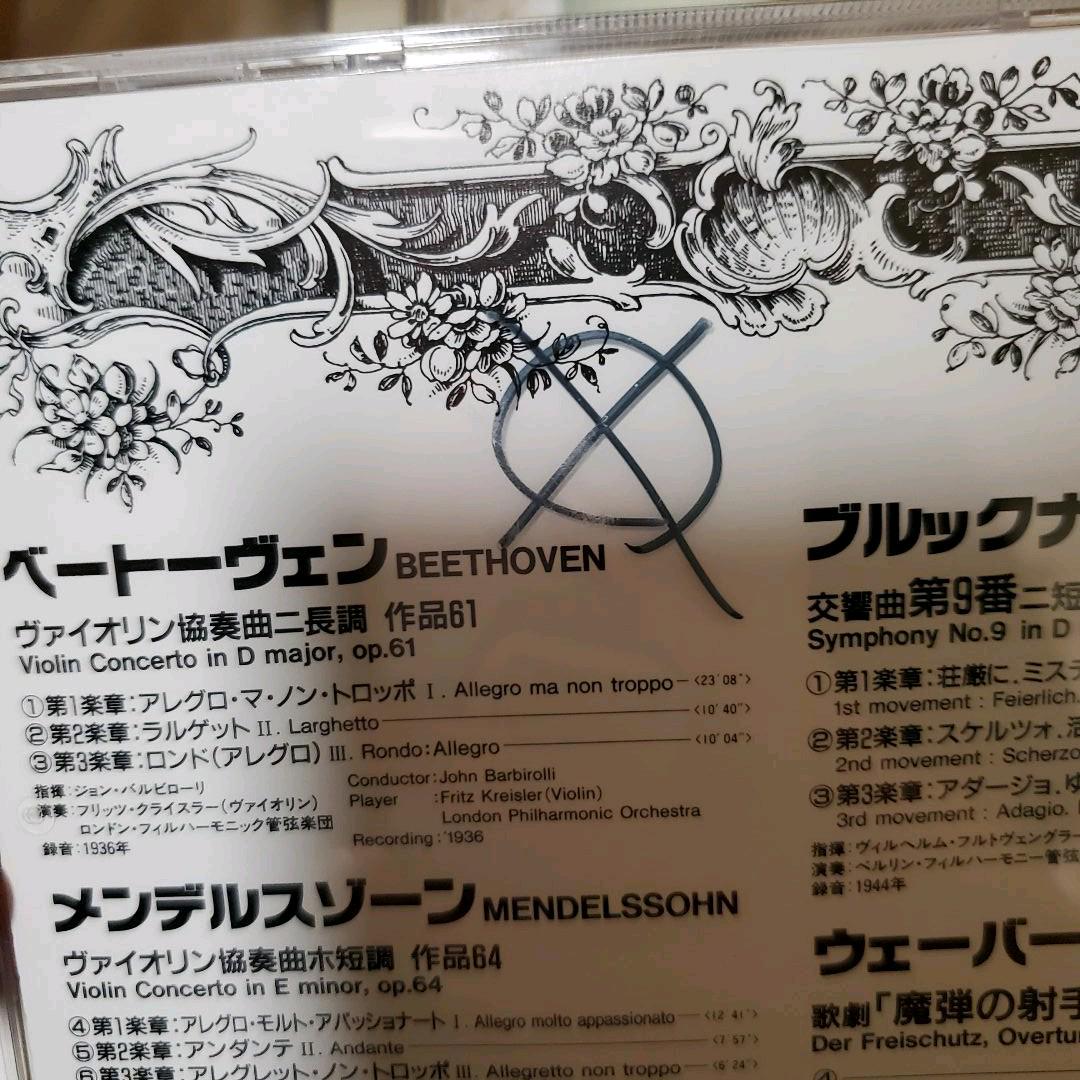 ベートーヴェン BEETHOVEN
ヴァイオリン協奏曲ニ長調 作品61
Violin Concerto in D major, op.61
①第1楽章:アレグロ・マ・ノン・トロッポ I. Allegro ma non troppo 〈23'08"〉
②第2楽章:ラルゲット II. Larghetto 〈10'40"〉
③第3楽章:ロンド(アレグロ) III. Rondo:Allegro 〈10'04"〉
指揮:ジョン・バルビローリ
演奏:フリッツ・クライスラー(ヴァイオリン)
ロンドン・フィルハーモニック管弦楽団
録音:1936年
Conductor:John Barbirolli
Player :Fritz Kreisler(Violin)
London Philharmonic Orchestra
Recording:'1936
メンデルスゾーン MENDELSSOHN
ヴァイオリン協奏曲ホ短調 作品64
Violin Concerto in E minor, op.64
④第1楽章:アレグロ・モルト・アパッショナート I. Allegro molto appassionato 〈12'41"〉
⑤第2楽章:アンダンテ II. Andante 〈7'57"〉
⑥第3楽章:アレグレット・ノン・トロッポ III. Allegretto non troppo 〈6'24"〉
ブルックナ
交響曲第9番ニ短
Symphony No.9 in D
①第1楽章:荘厳に.ミステ
1st movement : Feierlich.
②第2楽章:スケルツォ.活
2nd movement : Scherzo
③第3楽章:アダージョ.ゆ
3rd movement : Adagio.
指揮:ヴィルヘルム・フルトヴェングラー
演奏:ベルリン・フィルハーモニー管弦
録音:1944年
ウェーバー
歌劇「魔弾の射手
Der Freischutz, Overtur
④